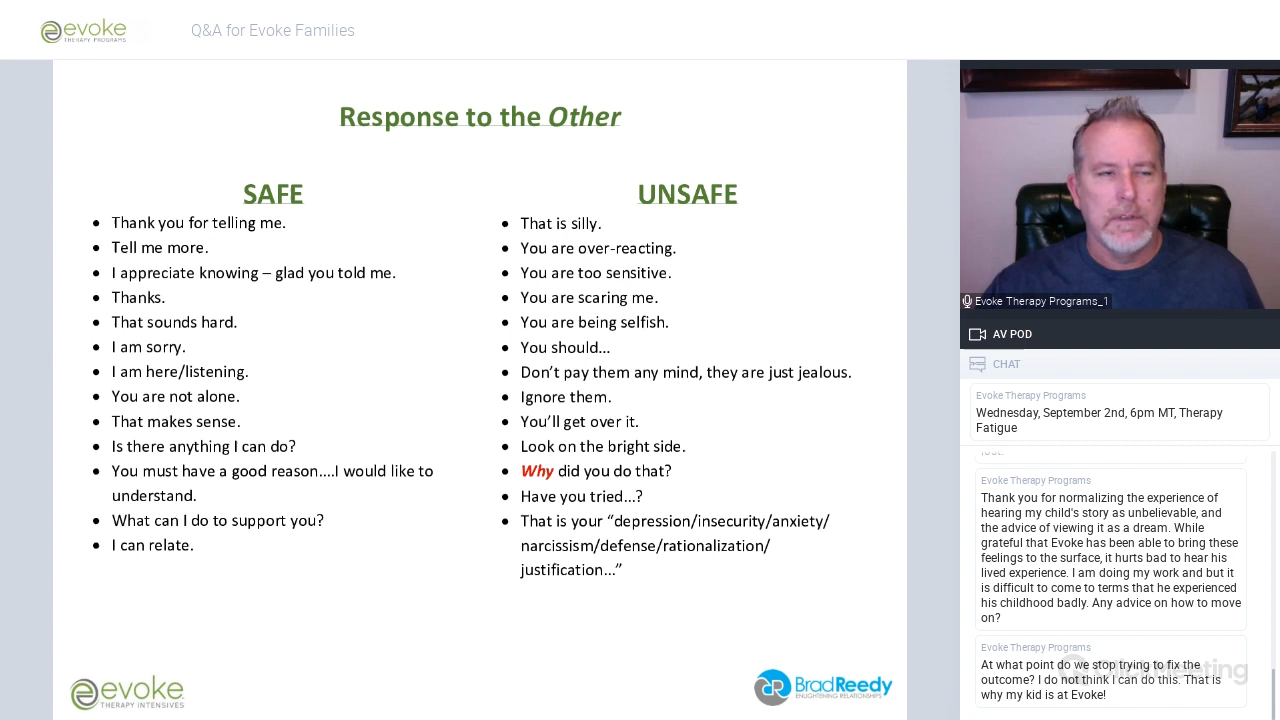 evoke
THERAPY PROGRAMS
Q&A for Evoke Families
Response to the Other
SAFE
• Thank you for telling me.
• Tell me more.
• I appreciate knowing – glad you told me.
• Thanks.
• That sounds hard.
• I am sorry.
• I am here/listening.
• You are not alone.
• That makes sense.
• Is there anything I can do?
• You must have a good reason....I would like to
understand.
• What can I do to support you?
• I can relate.
UNSAFE
• That is silly.
• You are over-reacting.
• You are too sensitive.
• You are scaring me.
• You are being selfish.
• You should...
• Don't pay them any mind, they are just jealous.
• Ignore them.
• You'll get over it.
• Look on the bright side.
• Why did you do that?
• Have you tried...?
• That is your “depression/insecurity/anxiety/
narcissism/defense/rationalization/
justification...”
evoke
THERAPY INTENSIVES
BradReedy
ENLIGHTENING RELATIONSHIPS
Evoke Therapy Programs_1
AV POD
CHAT
Evoke Therapy Programs
Wednesday, September 2nd, 6pm MT, Therapy
Fatigue
Evoke Therapy Programs
Thank you for normalizing the experience of
hearing my child's story as unbelievable, and
the advice of viewing it as a dream. While
grateful that Evoke has been able to bring these
feelings to the surface, it hurts bad to hear his
lived experience. I am doing my work and but it
is difficult to come to terms that he experienced
his childhood badly. Any advice on how to move
on?
Evoke Therapy Programs
At what point do we stop trying to fix the
outcome? I do not think I can do this. That is
why my kid is at Evoke!